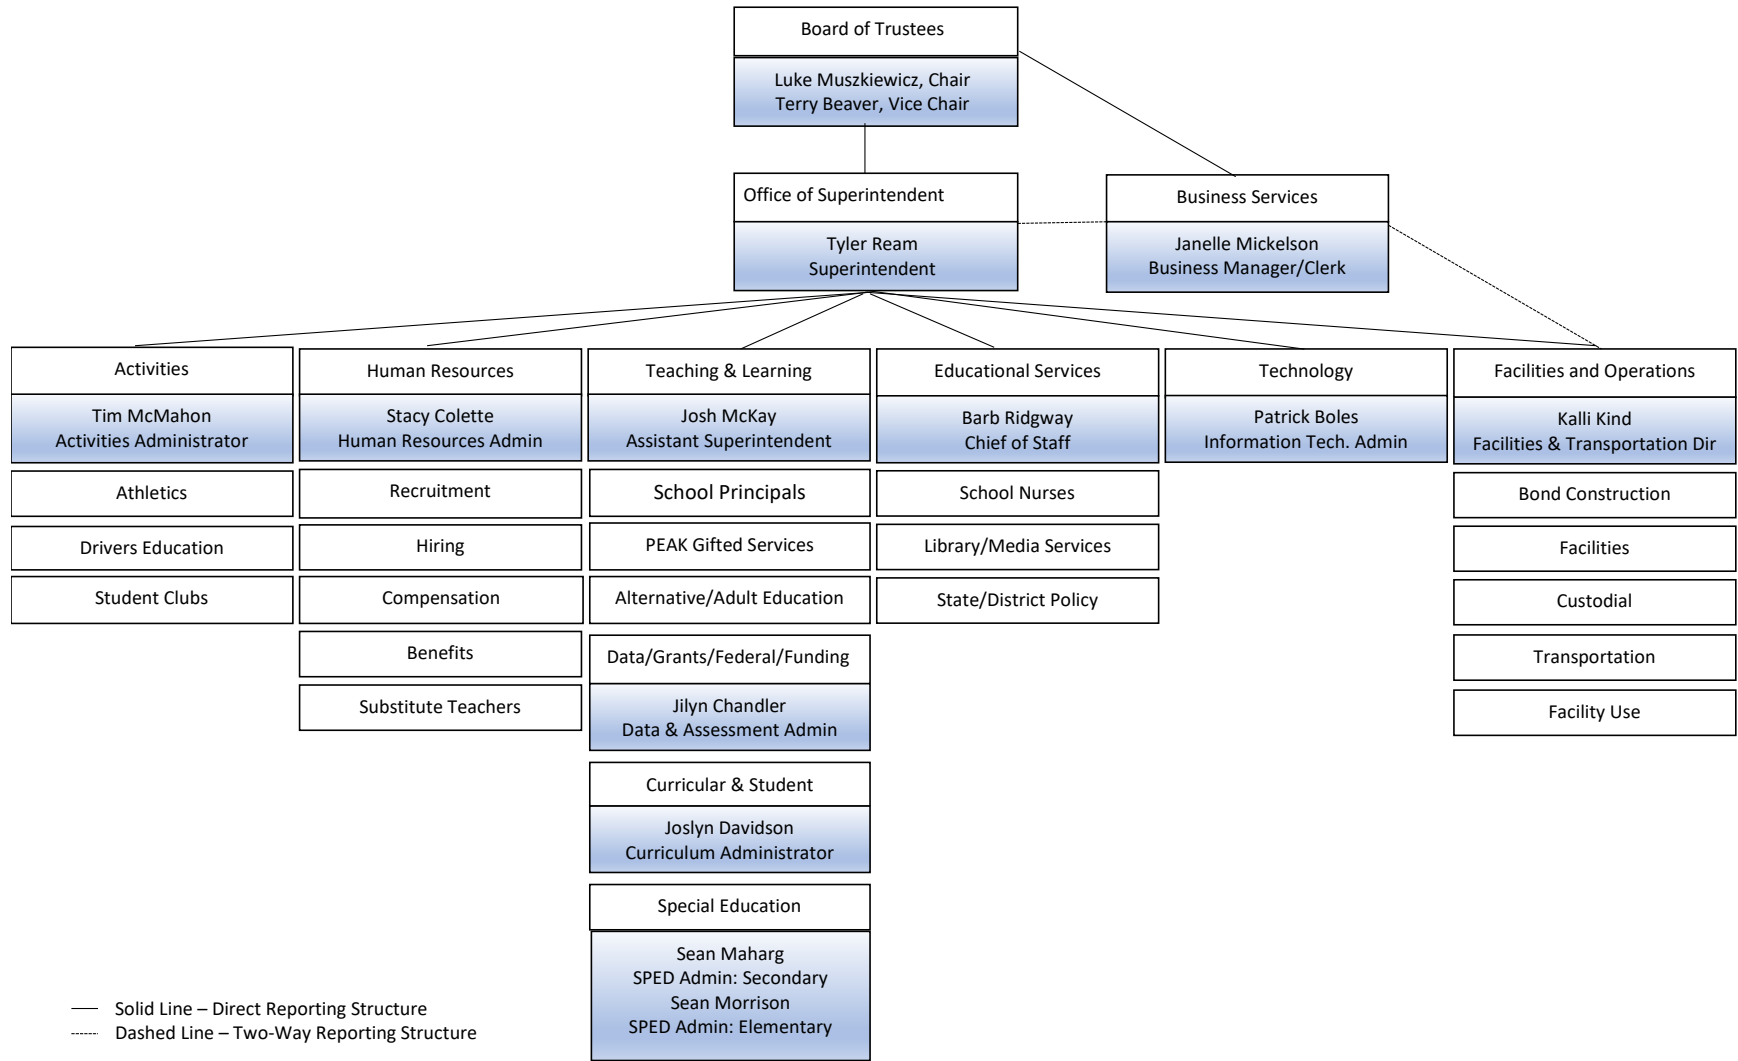 Board of Trustees
Luke Muszkiewicz, Chair
Terry Beaver, Vice Chair
Office of Superintendent
Tyler Ream
Superintendent
Business Services
Janelle Mickelson
Business Manager/Clerk
Activities
Tim McMahon
Activities Administrator
Athletics
Drivers Education
Student Clubs
Human Resources
Stacy Colette
Human Resources Admin
Recruitment
Hiring
Compensation
Benefits
Substitute Teachers
Teaching & Learning
Josh McKay
Assistant Superintendent
School Principals
PEAK Gifted Services
Alternative/Adult Education
Data/Grants/Federal/Funding
Jilyn Chandler
Data & Assessment Admin
Curricular & Student
Joslyn Davidson
Curriculum Administrator
Special Education
Sean Maharg
SPED Admin: Secondary
Sean Morrison
SPED Admin: Elementary
Educational Services
Barb Ridgway
Chief of Staff
School Nurses
Library/Media Services
State/District Policy
Technology
Patrick Boles
Information Tech. Admin
Facilities and Operations
Kalli Kind
Facilities & Transportation Dir
Bond Construction
Facilities
Custodial
Transportation
Facility Use
Solid Line – Direct Reporting Structure
Dashed Line – Two-Way Reporting Structure